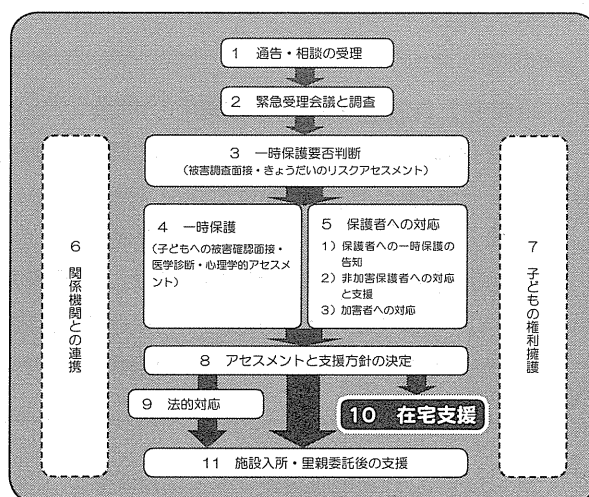 1 通告・相談の受理
2 緊急受理会議と調査
3 一時保護要否判断
(被害調査面接・きょうだいのリスクアセスメント)
4 一時保護
(子どもへの被害確認面接・
医学診断・心理学的アセスメ
ント)
5 保護者への対応
1)保護者への一時保護の
告知
2)非加害保護者への対応
と支援
3)加害者への対応
6 関係機関との連携
7 子どもの権利擁護
8 アセスメントと支援方針の決定
9 法的対応
10 在宅支援
11 施設入所・里親委託後の支援